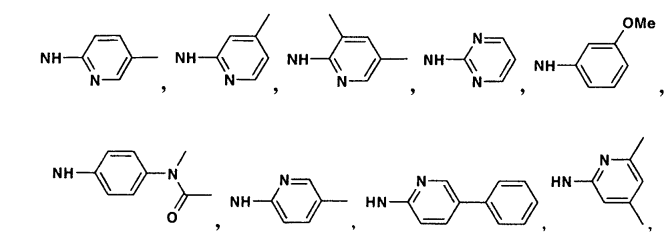 NH N , NH N , NH N , NH N N , NH OMe ,
NH N O , NH N , HN N , HN N ,